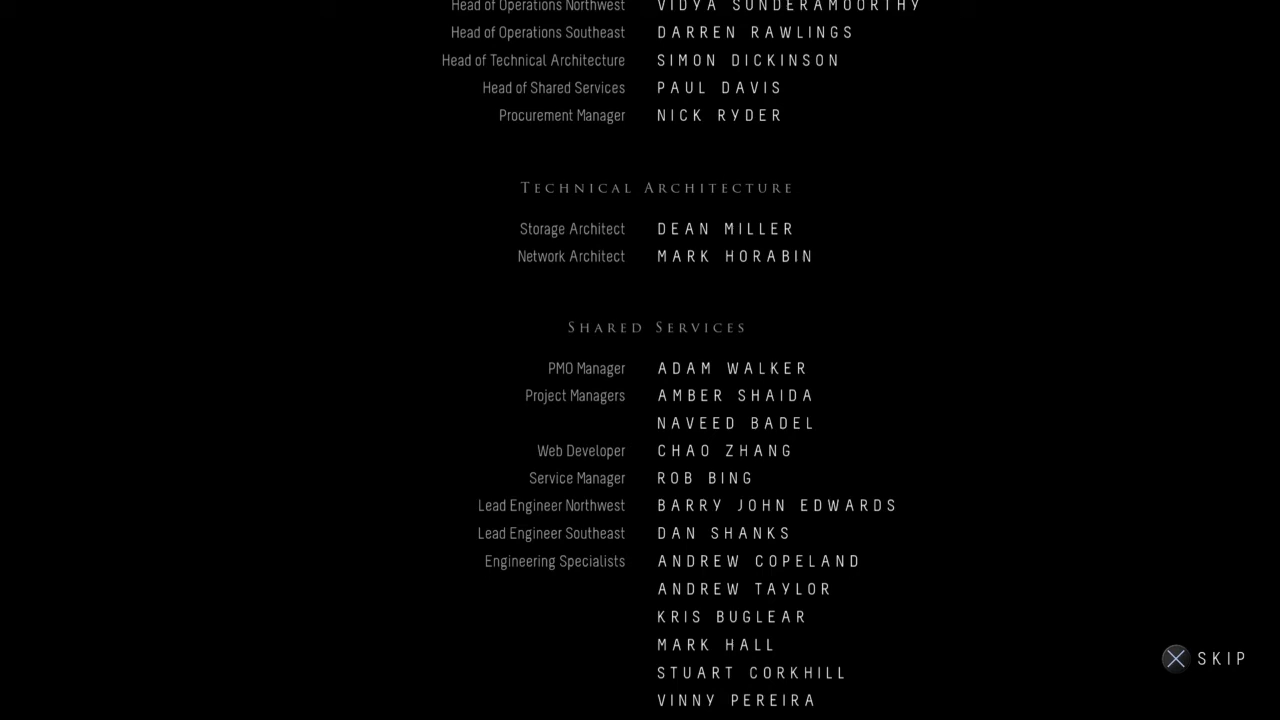 Head of Operations Northwest VIDYA SUNDERAMOORTHY
Head of Operations Southeast DARREN RAWLINGS
Head of Technical Architecture SIMON DICKINSON
Head of Shared Services PAUL DAVIS
Procurement Manager NICK RYDER
TECHNICAL ARCHITECTURE
Storage Architect DEAN MILLER
Network Architect MARK HORABIN
SHARED SERVICES
PMO Manager ADAM WALKER
Project Managers AMBER SHAIDA
NAVEED BADEL
Web Developer CHAO ZHANG
Service Manager ROB BING
Lead Engineer Northwest BARRY JOHN EDWARDS
Lead Engineer Southeast DAN SHANKS
Engineering Specialists ANDREW COPELAND
ANDREW TAYLOR
KRIS BUGLEAR
MARK HALL
STUART CORKHILL
VINNY PEREIRA
SKIP